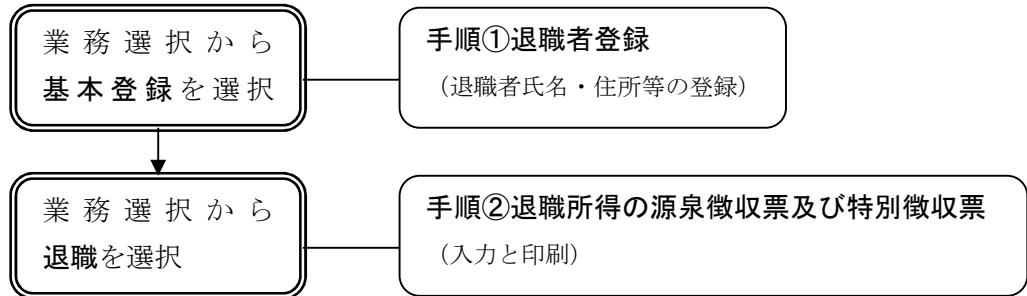 業務選択から
基本登録を選択
手順①退職者登録
（退職者氏名・住所等の登録）
業務選択から
退職を選択
手順②退職所得の源泉徴収票及び特別徴収票
（入力と印刷）